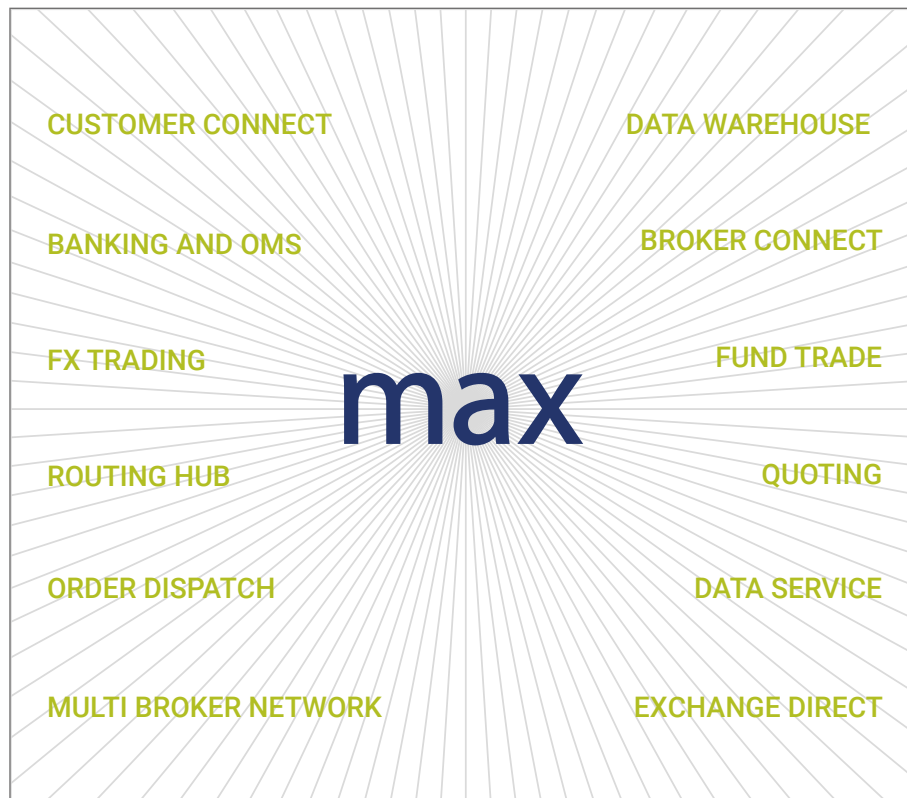 CUSTOMER CONNECT
DATA WAREHOUSE
BANKING AND OMS
BROKER CONNECT
FX TRADING
FUND TRADE
max
ROUTING HUB
QUOTING
ORDER DISPATCH
DATA SERVICE
MULTI BROKER NETWORK
EXCHANGE DIRECT